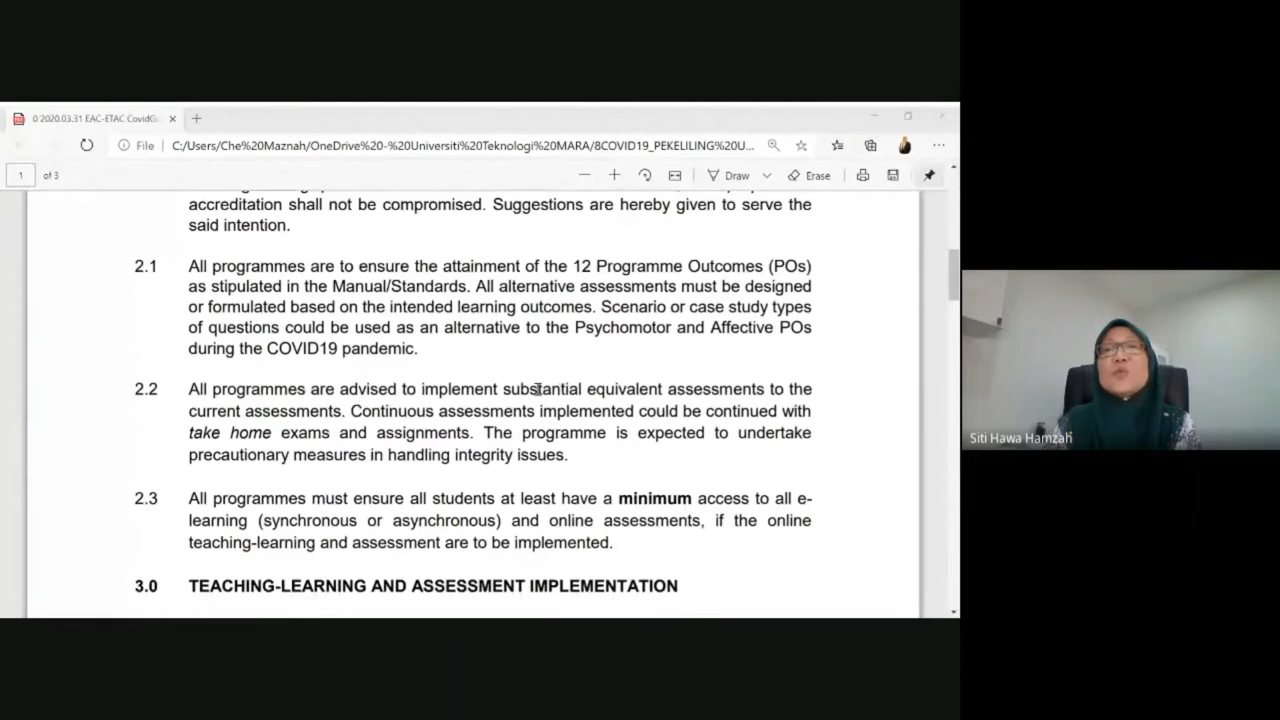 0 2020.03.31 EAC-ETAC CovidG
File C:/Users/Che%20Maznah/OneDrive%20-%20Universiti%20Teknologi%20MARA/8COVID19_PEKELILING%20U...
1 of 3
Draw
Erase
accreditation shall not be compromised. Suggestions are hereby given to serve the
said intention.
2.1 All programmes are to ensure the attainment of the 12 Programme Outcomes (POs)
as stipulated in the Manual/Standards. All alternative assessments must be designed
or formulated based on the intended learning outcomes. Scenario or case study types
of questions could be used as an alternative to the Psychomotor and Affective POs
during the COVID19 pandemic.
2.2 All programmes are advised to implement substantial equivalent assessments to the
current assessments. Continuous assessments implemented could be continued with
take home exams and assignments. The programme is expected to undertake
precautionary measures in handling integrity issues.
2.3 All programmes must ensure all students at least have a minimum access to all e-
learning (synchronous or asynchronous) and online assessments, if the online
teaching-learning and assessment are to be implemented.
3.0 TEACHING-LEARNING AND ASSESSMENT IMPLEMENTATION
Siti Hawa Hamzah